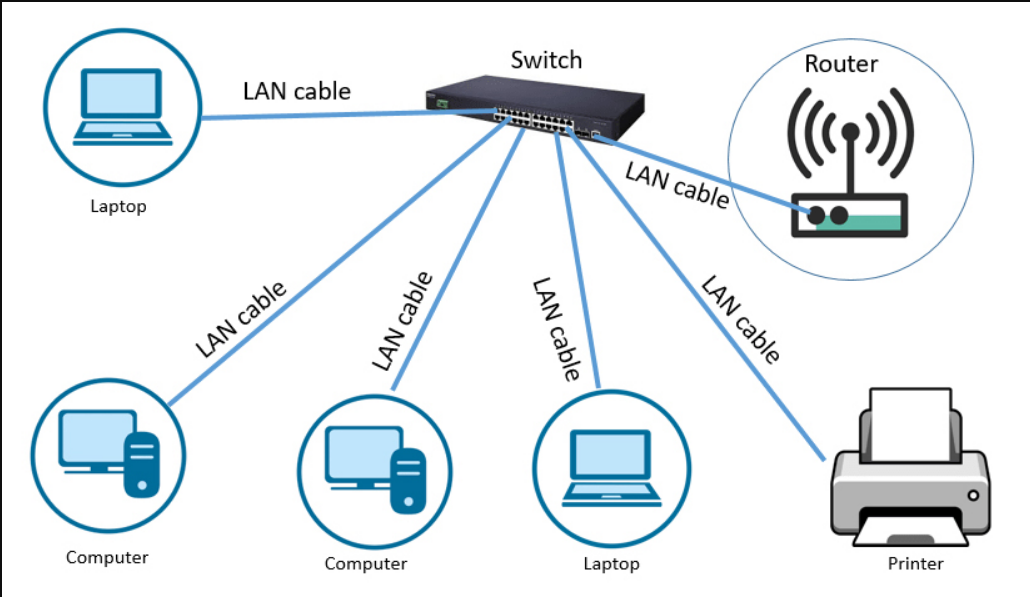 Switch
Router
LAN cable
Laptop
LAN cable
LAN cable
LAN cable
LAN cable
LAN cable
Computer
Computer
Laptop
Printer